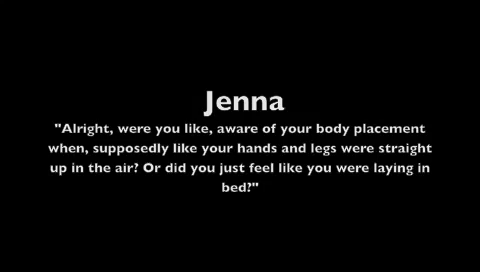 Jenna
"Alright, were you like, aware of your body placement
when, supposedly like your hands and legs were straight
up in the air? Or did you just feel like you were laying in
bed?"